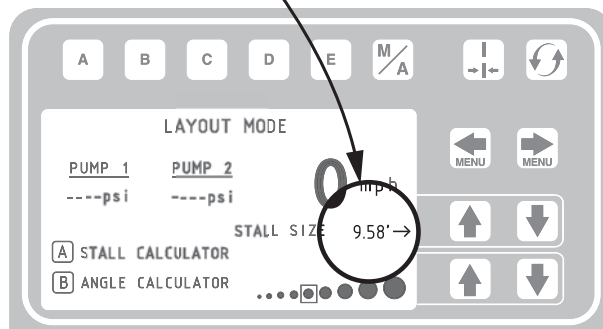 A B C D E M/A
LAYOUT MODE
MENU MENU
PUMP 1 PUMP 2 0 mph
----psi ----psi
STALL SIZE 9.58'→
A STALL CALCULATOR
B ANGLE CALCULATOR